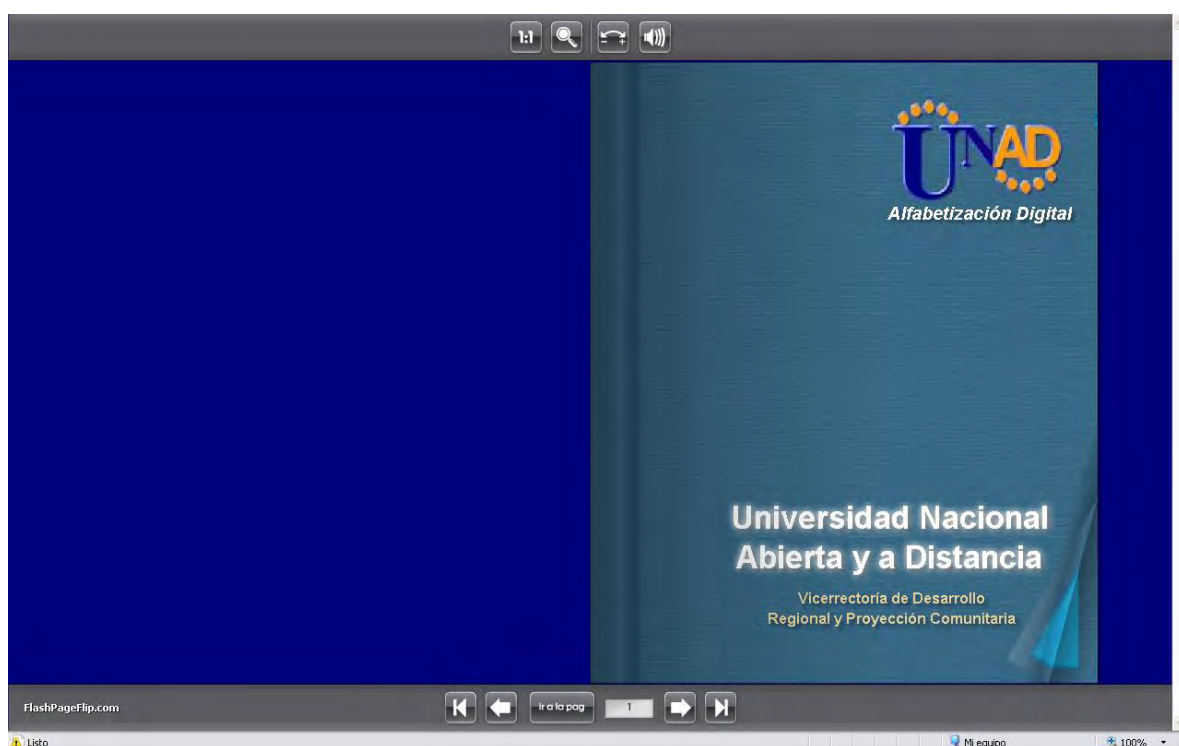 1:1
UNAD
Alfabetización Digital
Universidad Nacional
Abierta y a Distancia
Vicerrectoría de Desarrollo
Regional y Proyección Comunitaria
FlashPageFlip.com
Ir a la pag
1
Listo
Mi equipo
100%